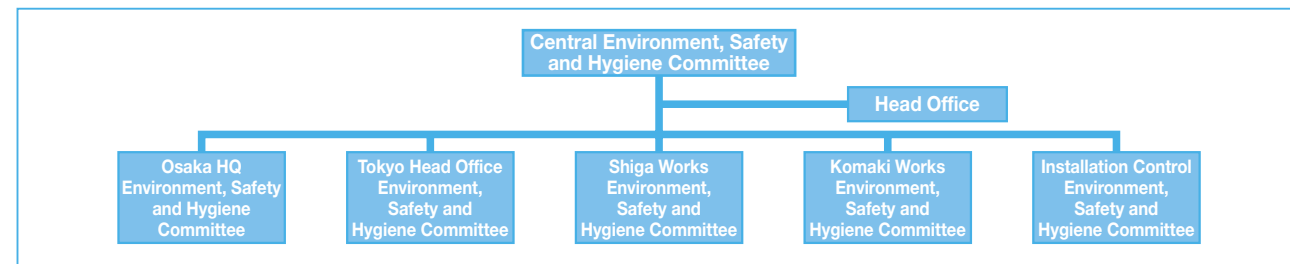 Central Environment, Safety
and Hygiene Committee
Head Office
Osaka HQ
Environment, Safety
and Hygiene
Committee
Tokyo Head Office
Environment,
Safety and
Hygiene Committee
Shiga Works
Environment,
Safety and
Hygiene Committee
Komaki Works
Environment,
Safety and
Hygiene Committee
Installation Control
Environment,
Safety and
Hygiene Committee